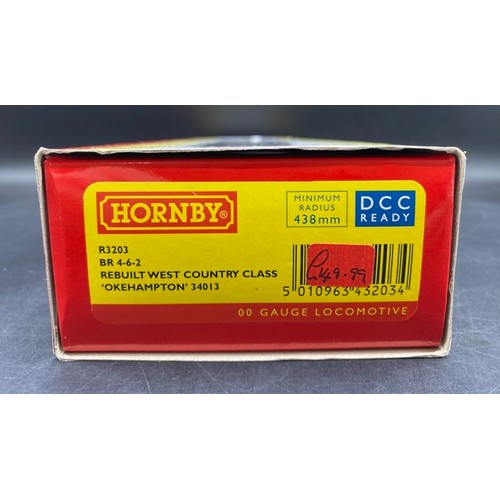 HORNBY®
MINIMUM
RADIUS
438mm
DCC
READY
R3203
BR 4-6-2
REBUILT WEST COUNTRY CLASS
'OKEHAMPTON' 34013
£149.99
5 010963 432034
00 GAUGE LOCOMOTIVE